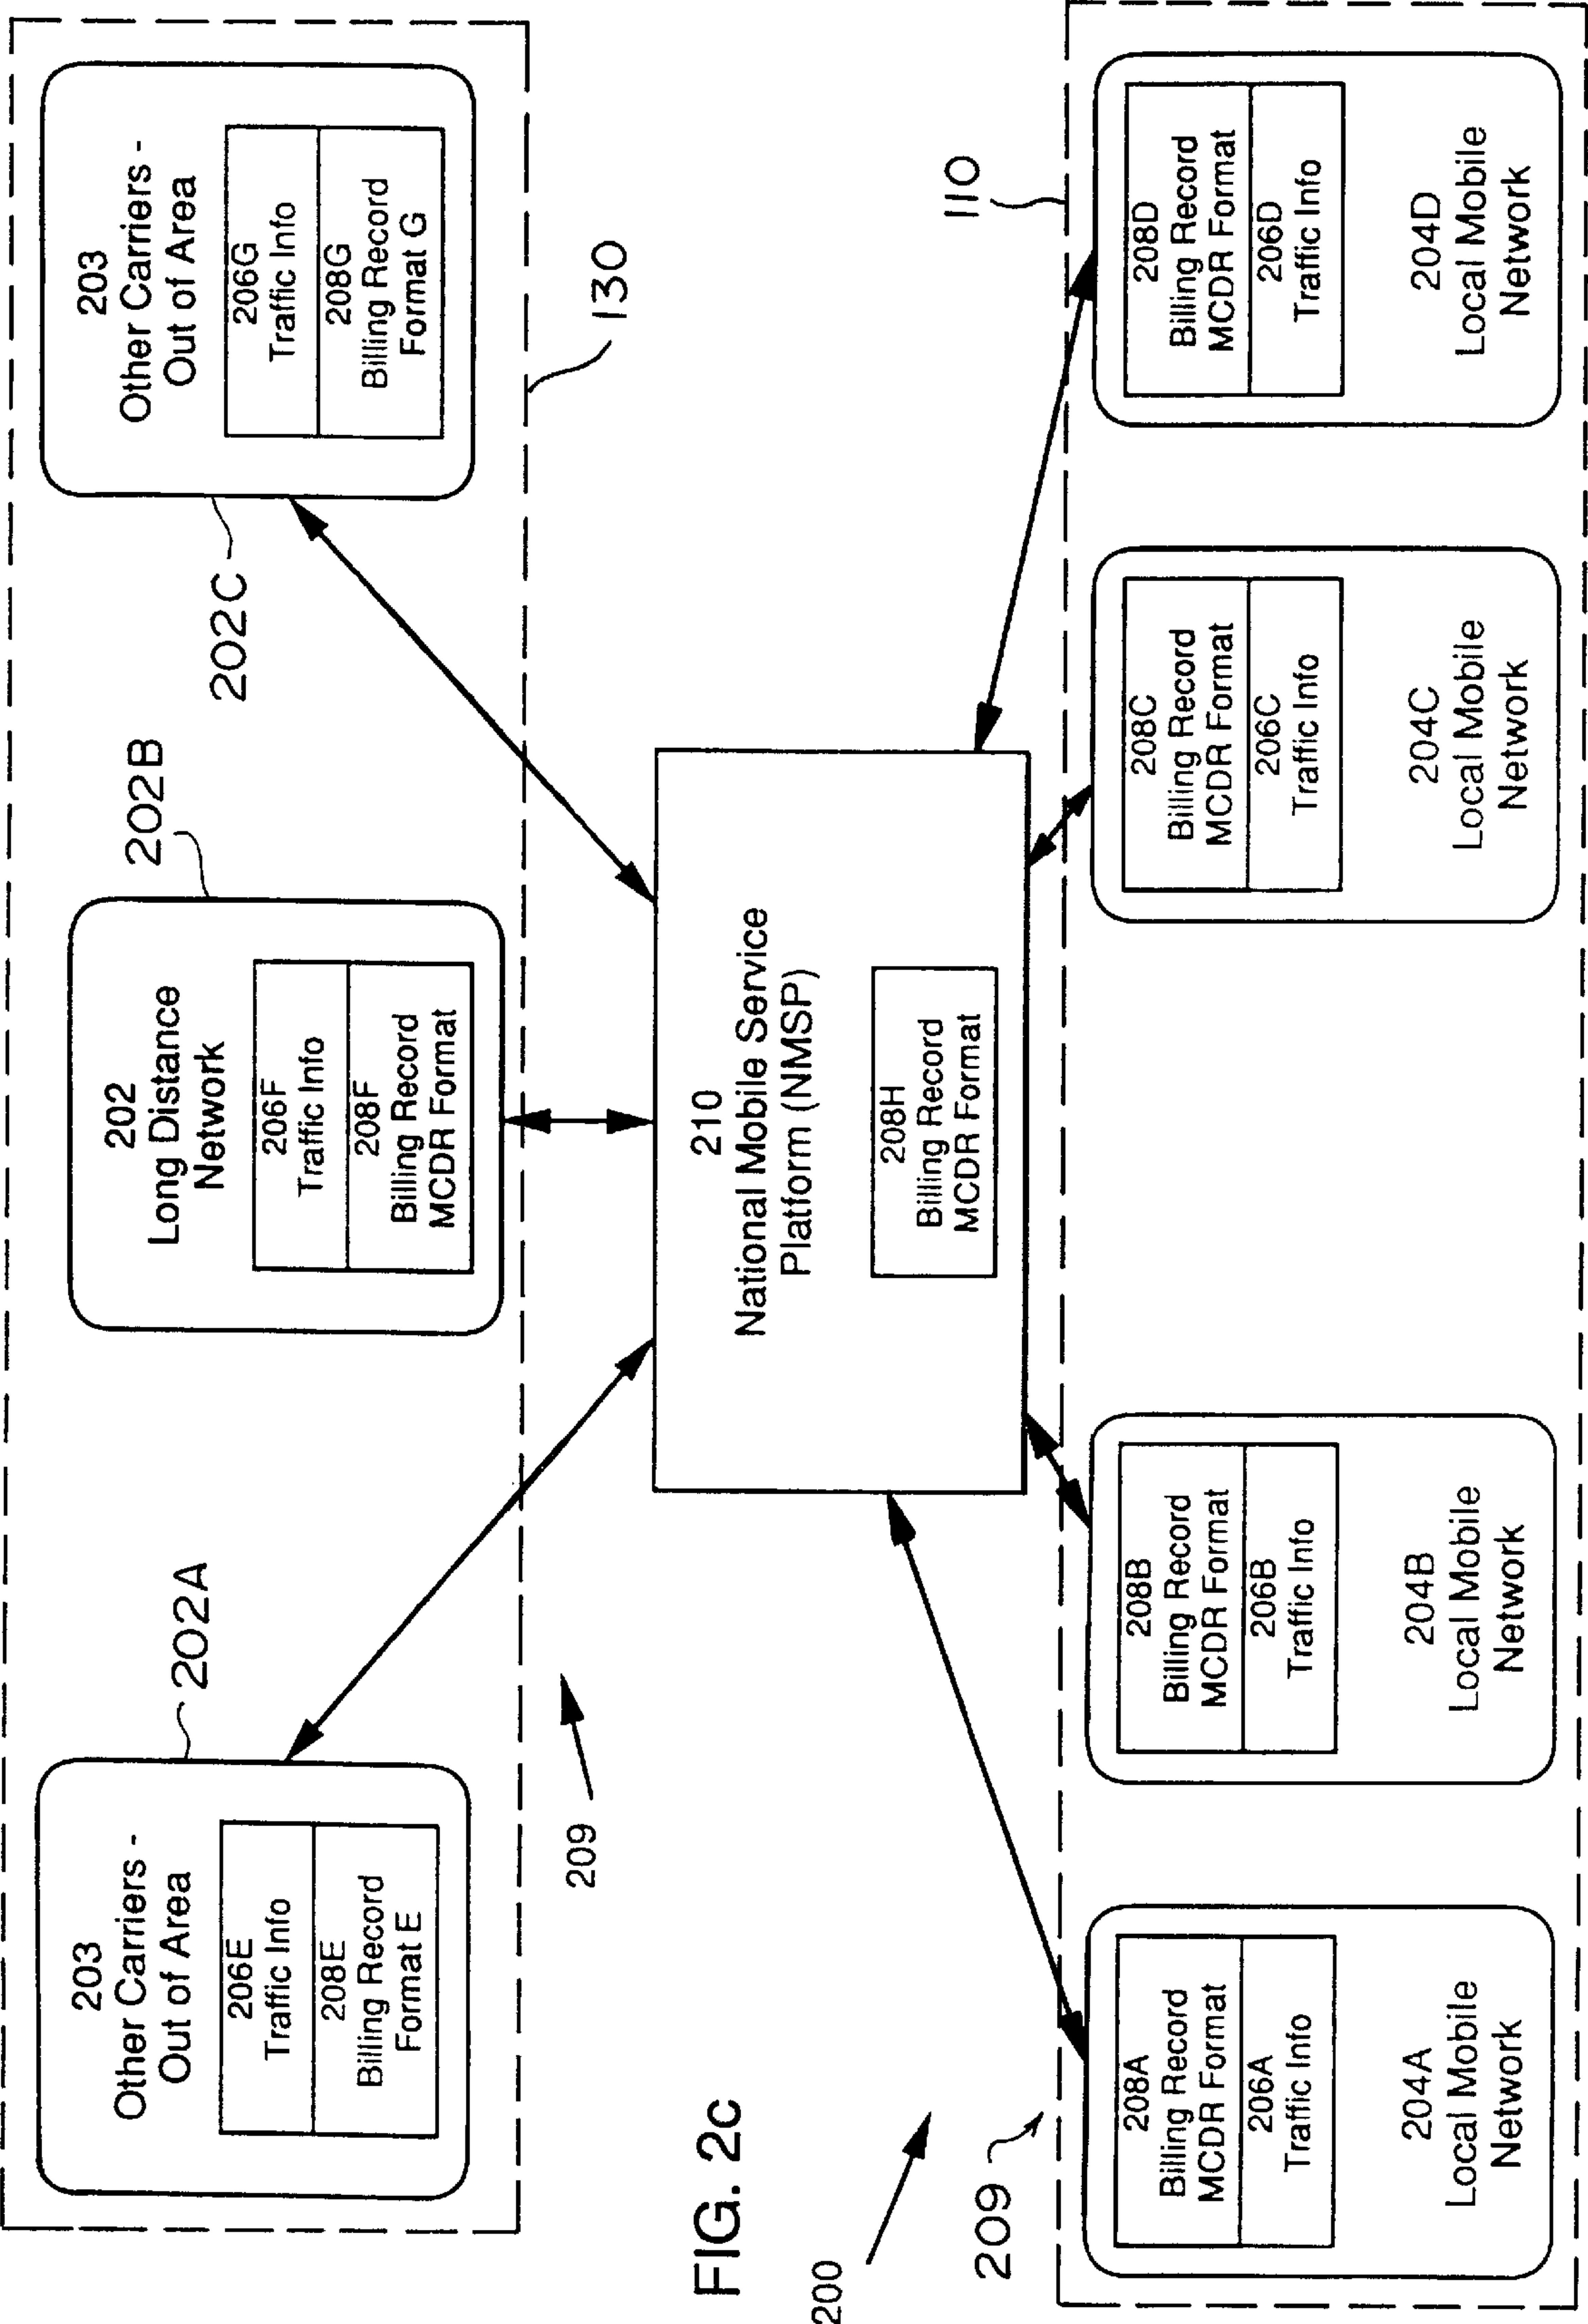 203
Other Carriers -
Out of Area
206E
Traffic Info
208E
Billing Record
Format E
202A
202
Long Distance
Network
206F
Traffic Info
208F
Billing Record
MCDR Format
202B
203
Other Carriers -
Out of Area
206G
Traffic Info
208G
Billing Record
Format G
202C
130
209
210
National Mobile Service
Platform (NMSP)
208H
Billing Record
MCDR Format
FIG. 2c
200
209
110
208A
Billing Record
MCDR Format
206A
Traffic Info
204A
Local Mobile
Network
208B
Billing Record
MCDR Format
206B
Traffic Info
204B
Local Mobile
Network
208C
Billing Record
MCDR Format
206C
Traffic Info
204C
Local Mobile
Network
208D
Billing Record
MCDR Format
206D
Traffic Info
204D
Local Mobile
Network